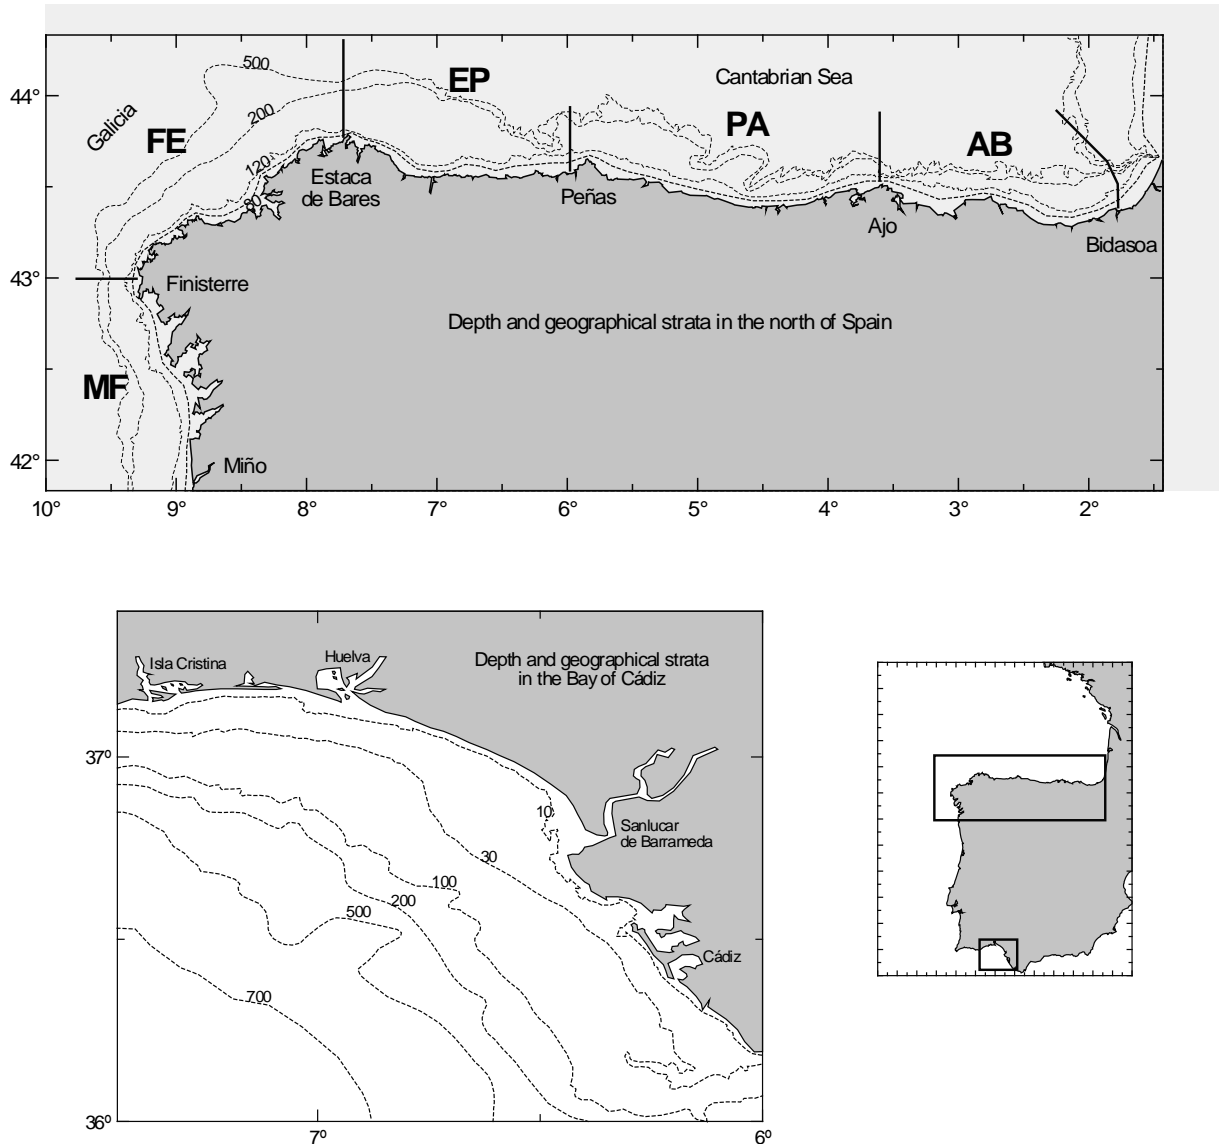 500
44°
EP
Cantabrian Sea
Galicia
200
FE
PA
AB
120
80
Estaca
de Bares
Peñas
Ajo
Bidasoa
43°
Finisterre
Depth and geographical strata in the north of Spain
MF
42°
Miño
10° 9° 8° 7° 6° 5° 4° 3° 2°
Isla Cristina
Huelva
Depth and geographical strata
in the Bay of Cádiz
37°
10
Sanlucar
de Barrameda
30
100
200
500
Cádiz
700
36°
7° 6°